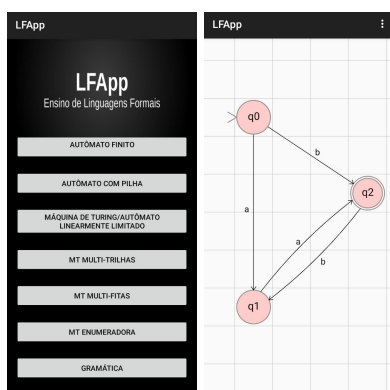 LFApp
LFApp
Ensino de Linguagens Formais
AUTÔMATO FINITO
AUTÔMATO COM PILHA
MÁQUINA DE TURING/AUTÔMATO
LINEARMENTE LIMITADO
MT MULTI-TRILHAS
MT MULTI-FITAS
MT ENUMERADORA
GRAMÁTICA
LFApp
q0
b
q2
a
a
b
q1